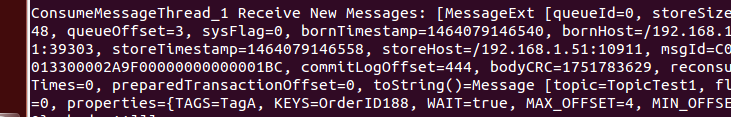 ConsumeMessageThread_1 Receive New Messages: [MessageExt [queueId=0, storeSize
48, queueOffset=3, sysFlag=0, bornTimestamp=1464079146540, bornHost=/192.168.1
1:39303, storeTimestamp=1464079146558, storeHost=/192.168.1.51:10911, msgId=C0
013300002A9F00000000000001BC, commitLogOffset=444, bodyCRC=1751783629, reconsu
Times=0, preparedTransactionOffset=0, toString()=Message [topic=TopicTest1, fl
=0, properties={TAGS=TagA, KEYS=OrderID188, WAIT=true, MAX_OFFSET=4, MIN_OFFSE